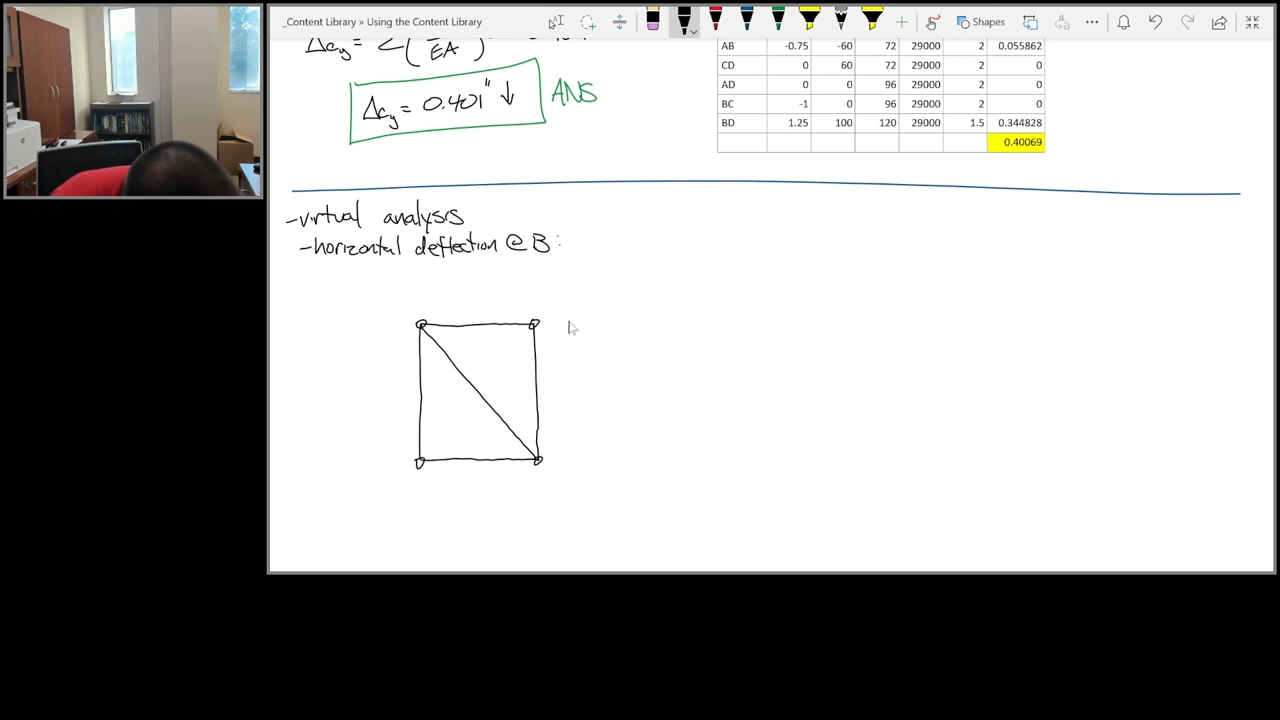 _Content Library » Using the Content Library
Shapes
EA
Δcy = 0.401" ↓ ANS
AB -0.75 -60 72 29000 2 0.055862
CD 0 60 72 29000 2 0
AD 0 0 96 29000 2 0
BC -1 0 96 29000 2 0
BD 1.25 100 120 29000 1.5 0.344828
0.40069
-virtual analysis
-horizontal deflection @ B: